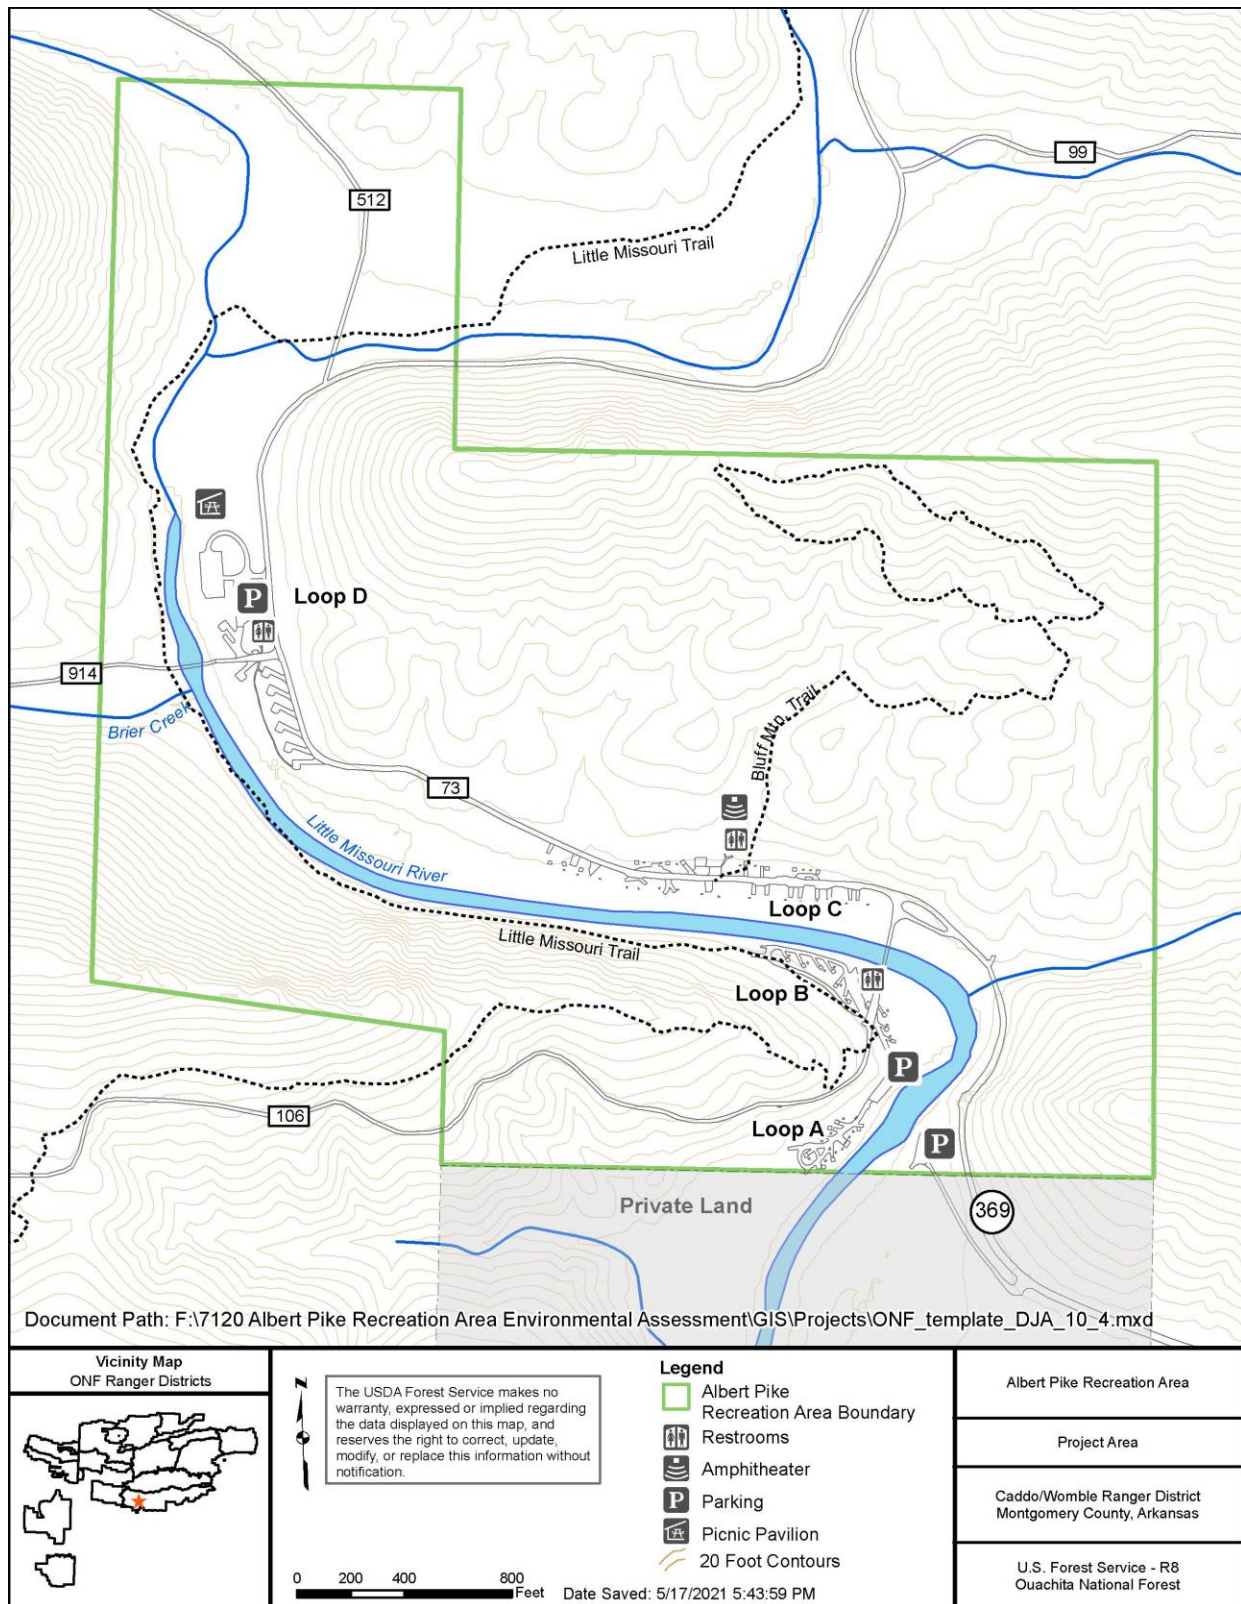 99
512
Little Missouri Trail
P
Loop D
914
Brier Creek
Bluff Mtn. Trail
73
Little Missouri River
Loop C
Little Missouri Trail
Loop B
P
106
Loop A
P
Private Land
369
Document Path: F:\7120 Albert Pike Recreation Area Environmental Assessment\GIS\Projects\ONF_template_DJA_10_4.mxd
Vicinity Map
ONF Ranger Districts
N
The USDA Forest Service makes no
warranty, expressed or implied regarding
the data displayed on this map, and
reserves the right to correct, update,
modify, or replace this information without
notification.
0 200 400 800
Feet
Date Saved: 5/17/2021 5:43:59 PM
Legend
Albert Pike
Recreation Area Boundary
Restrooms
Amphitheater
P Parking
Picnic Pavilion
20 Foot Contours
Albert Pike Recreation Area
Project Area
Caddo/Womble Ranger District
Montgomery County, Arkansas
U.S. Forest Service - R8
Ouachita National Forest